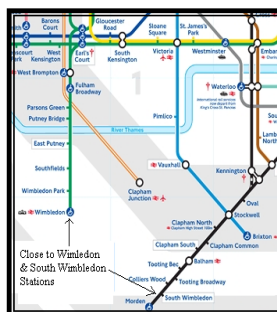 Barons Court
Gloucester Road
Sloane Square
St. James's Park
West Kensington
Earl's Court
South Kensington
Victoria
Westminster
West Brompton
1
Fulham Broadway
Waterloo
Parsons Green
Putney Bridge
Pimlico
River Thames
East Putney
Oval
Lamb
North
Southfields
Vauxhall
Kennington
Wimbledon Park
Clapham Junction
Wimbledon
Stockwell
Clapham North
Brixton
Close to Wimledon
& South Wimbledon
Stations
Clapham South
Clapham Common
Balham
Tooting Bec
Tooting Broadway
Colliers Wood
South Wimbledon
Morden